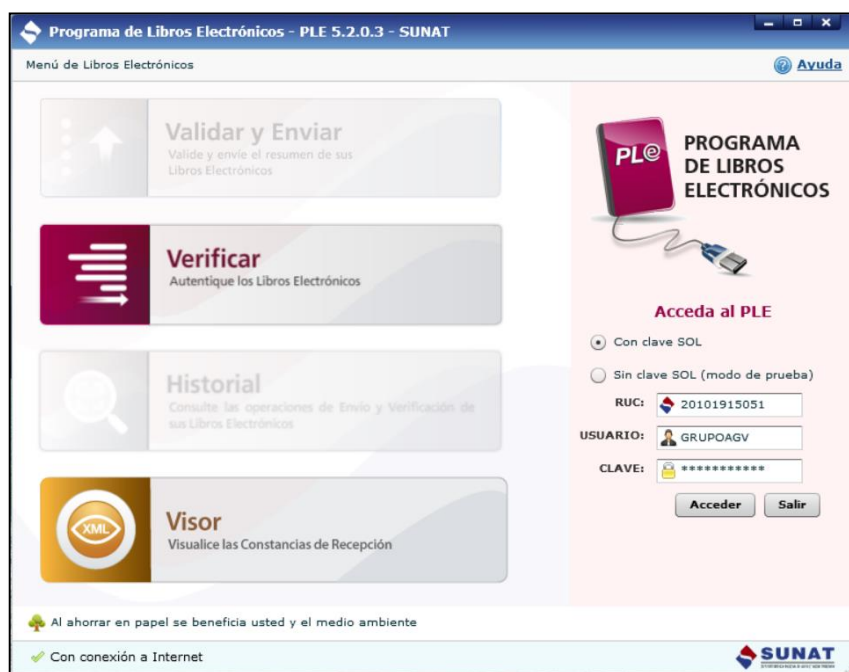 Programa de Libros Electrónicos - PLE 5.2.0.3 - SUNAT
Menú de Libros Electrónicos
Ayuda
Validar y Enviar
Valide y envíe el resumen de sus
Libros Electrónicos
Verificar
Autentique los Libros Electrónicos
Historial
Consulte las operaciones de Envío y Verificación de
sus Libros Electrónicos
XML
Visor
Visualice las Constancias de Recepción
PLe
PROGRAMA
DE LIBROS
ELECTRÓNICOS
Acceda al PLE
Con clave SOL
Sin clave SOL (modo de prueba)
RUC: 20101915051
USUARIO: GRUPOAGV
CLAVE: ***********
Acceder Salir
Al ahorrar en papel se beneficia usted y el medio ambiente
Con conexión a Internet
SUNAT